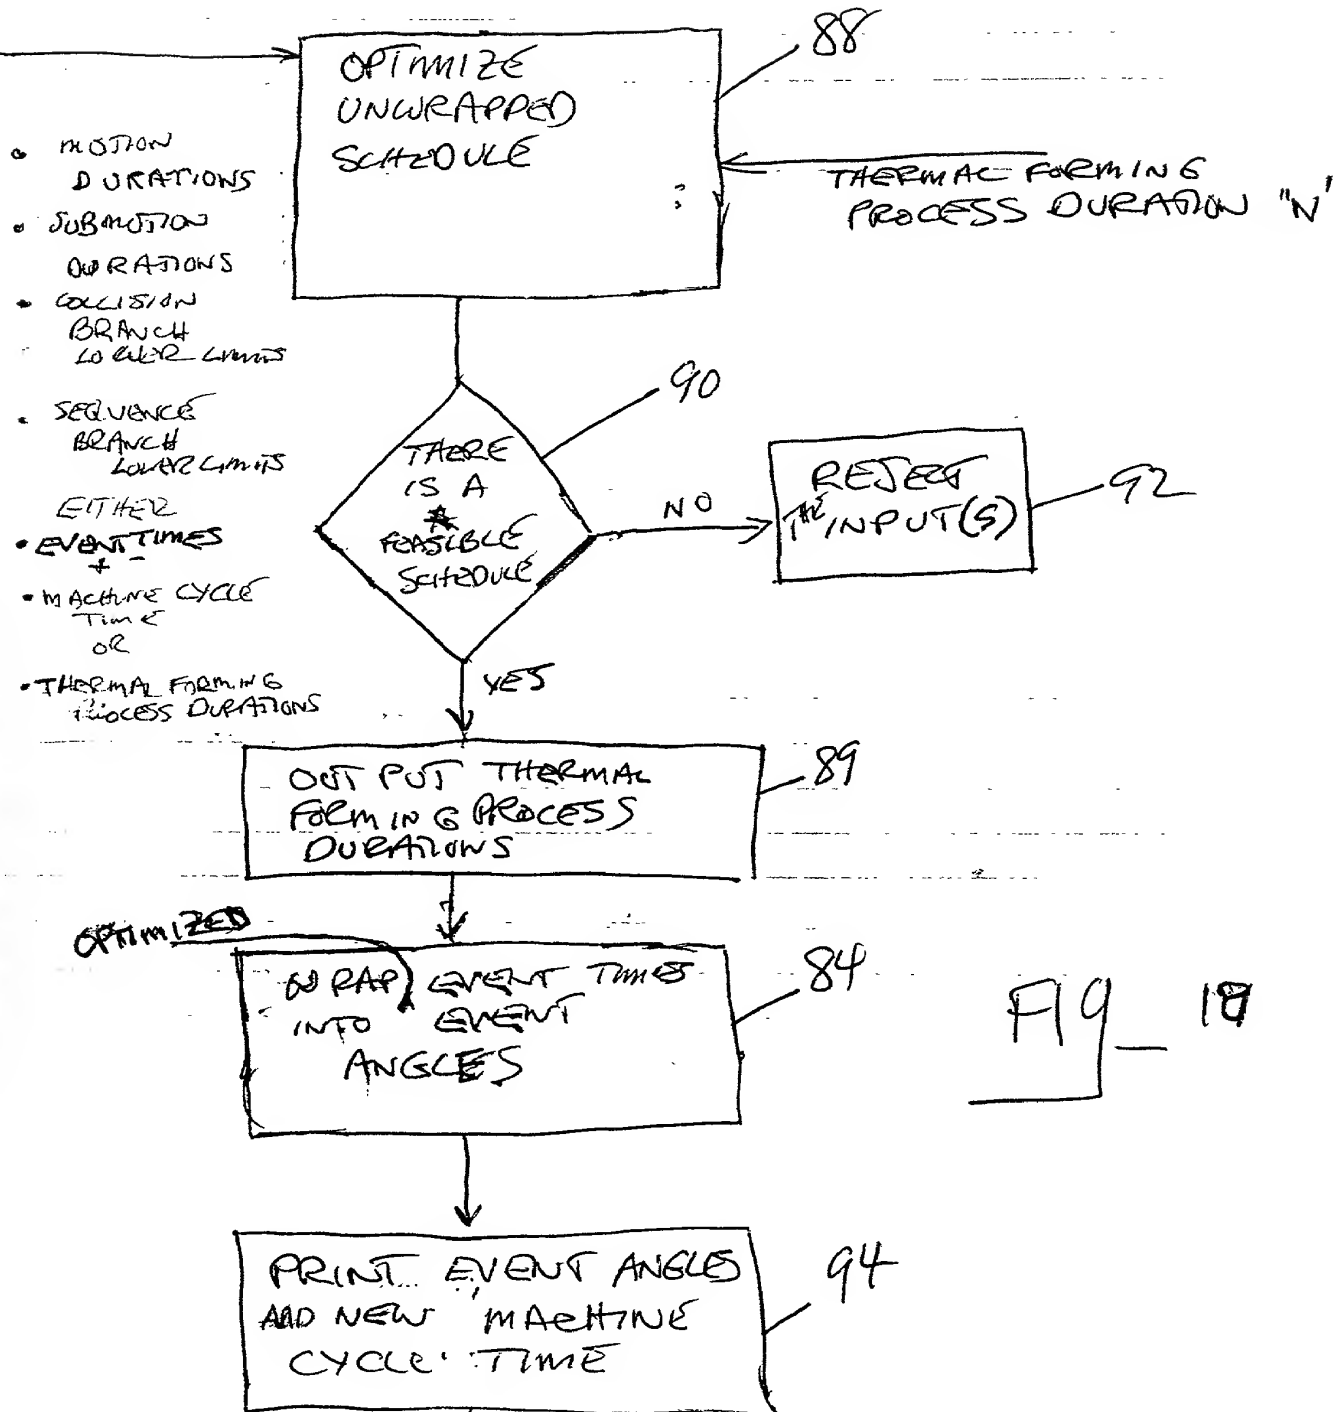 OPTIMIZE
UNWRAPPED
SCHEDULE
88
THERMAL FORMING
PROCESS DURATION "N'
• MOTION
DURATIONS
• SUBMOTION
DURATIONS
• COLLISION
BRANCH
LOWER LIMITS
• SEQUENCE
BRANCH
LOWER LIMITS
EITHER
• EVENT TIMES
+
• MACHINE CYCLE
TIME
OR
• THERMAL FORMING
PROCESS DURATIONS
90
THERE
IS A
FEASIBLE
SCHEDULE
NO
REJECT
THE INPUT(S)
92
YES
OUTPUT THERMAL
FORMING PROCESS
DURATIONS
89
OPTIMIZED
WRAP EVENT TIMES
INTO EVENT
ANGLES
84
FIG_
PRINT EVENT ANGLES
AND NEW MACHINE
CYCLE TIME
94